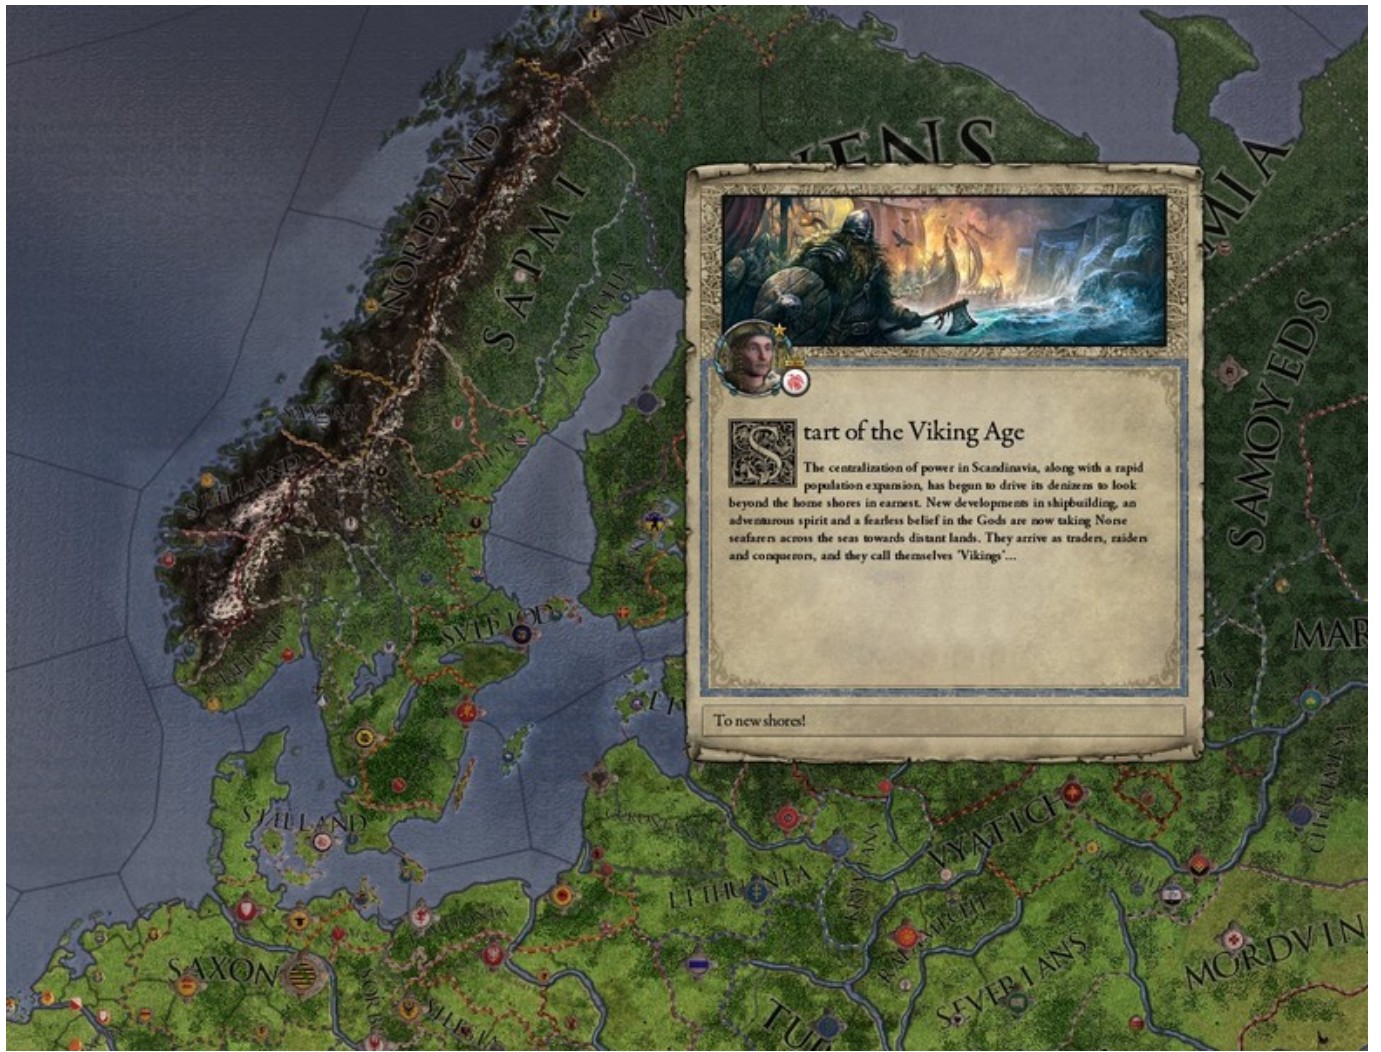 NORDLAND
SÁPMI
MIA
SAMOYEDS
Start of the Viking Age
The centralization of power in Scandinavia, along with a rapid
population expansion, has begun to drive its denizens to look
beyond the home shores in earnest. New developments in shipbuilding, an
adventurous spirit and a fearless belief in the Gods are now taking Norse
seafarers across the seas towards distant lands. They arrive as traders, raiders
and conquerors, and they call themselves 'Vikings'...
To new shores!
MAR
VYATICHI
LITHUANIA
SAXON
SEVERIANS
MORDVIN